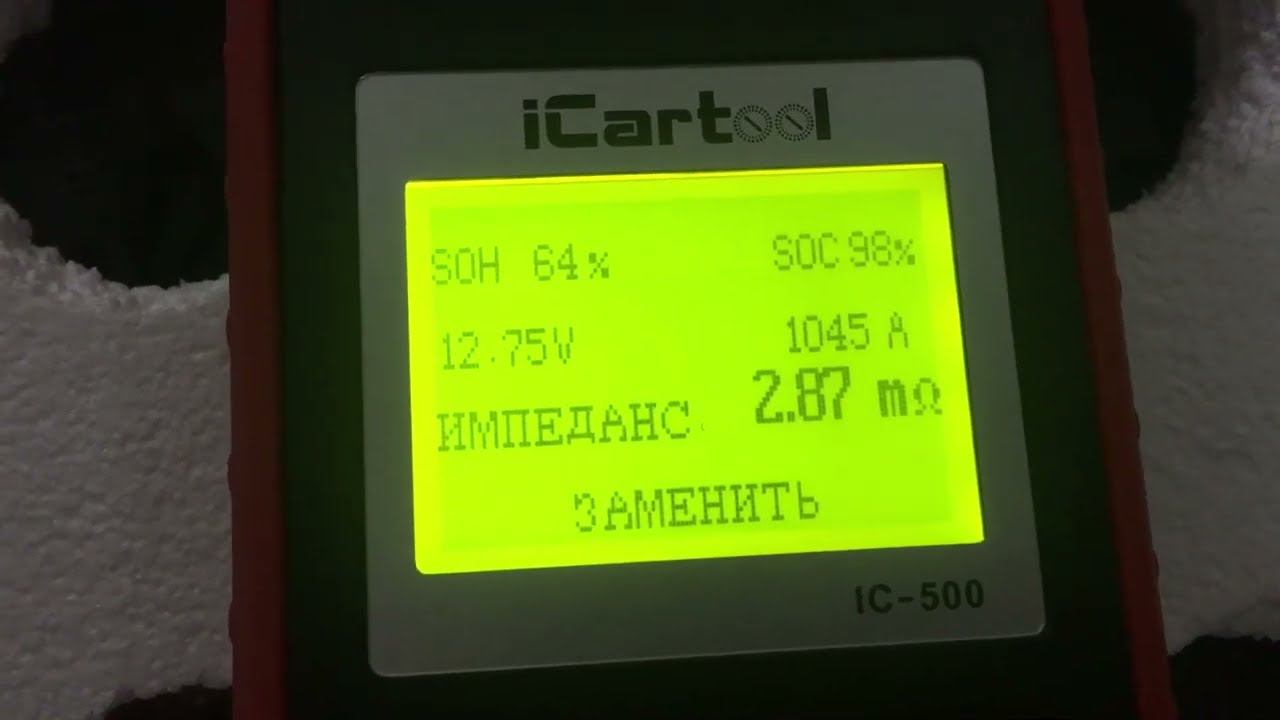 iCartool
SOH 64% SOC 98%
12.75V 1045 A
ИМПЕДАНС 2.87 mΩ
ЗАМЕНИТЬ
IC-500